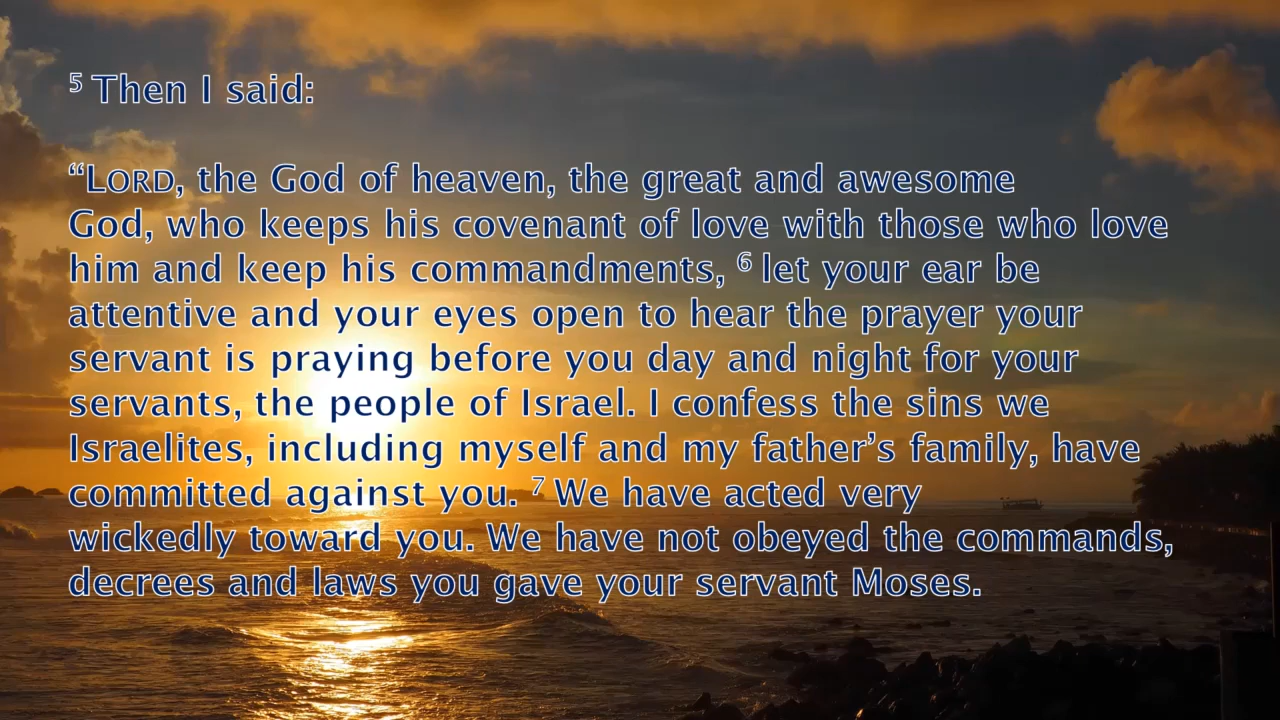 ⁵ Then I said:
“LORD, the God of heaven, the great and awesome
God, who keeps his covenant of love with those who love
him and keep his commandments, ⁶ let your ear be
attentive and your eyes open to hear the prayer your
servant is praying before you day and night for your
servants, the people of Israel. I confess the sins we
Israelites, including myself and my father’s family, have
committed against you. ⁷ We have acted very
wickedly toward you. We have not obeyed the commands,
decrees and laws you gave your servant Moses.